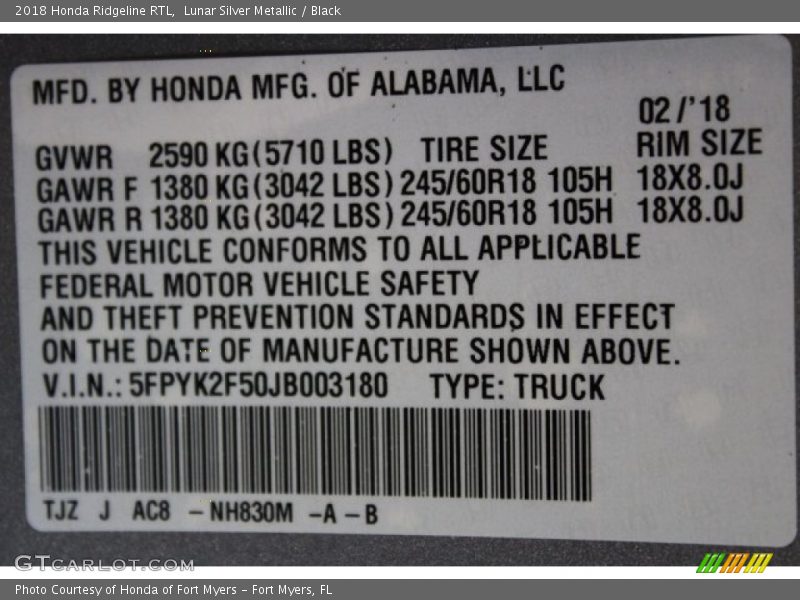 2018 Honda Ridgeline RTL,  Lunar Silver Metallic / Black
MFD. BY HONDA MFG. OF ALABAMA, LLC
02/'18
GVWR 2590 KG(5710 LBS) TIRE SIZE RIM SIZE
GAWR F 1380 KG(3042 LBS) 245/60R18 105H 18X8.0J
GAWR R 1380 KG(3042 LBS) 245/60R18 105H 18X8.0J
THIS VEHICLE CONFORMS TO ALL APPLICABLE
FEDERAL MOTOR VEHICLE SAFETY
AND THEFT PREVENTION STANDARDS IN EFFECT
ON THE DATE OF MANUFACTURE SHOWN ABOVE.
V.I.N.: 5FPYK2F50JB003180 TYPE: TRUCK
TJZ J AC8 – NH830M –A – B
GTCARLOT.COM
Photo Courtesy of Honda of Fort Myers – Fort Myers, FL